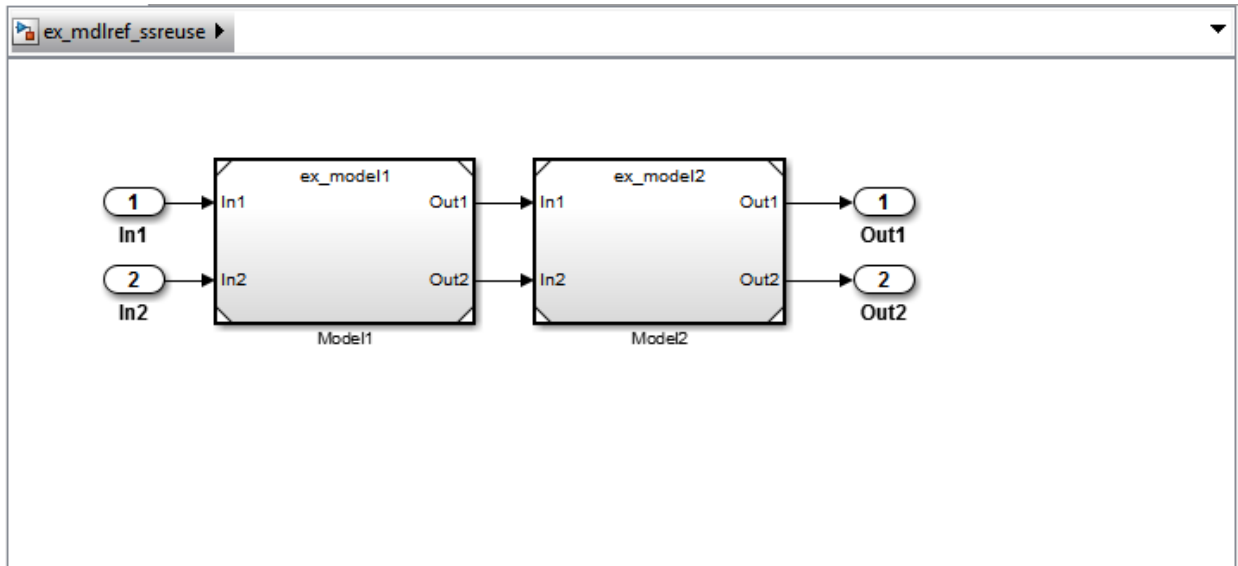 ex_mdlref_ssreuse
ex_model1 ex_model2
1 In1 Out1 In1 Out1 1
In1 Out1
2 In2 Out2 In2 Out2 2
In2 Out2
Model1 Model2